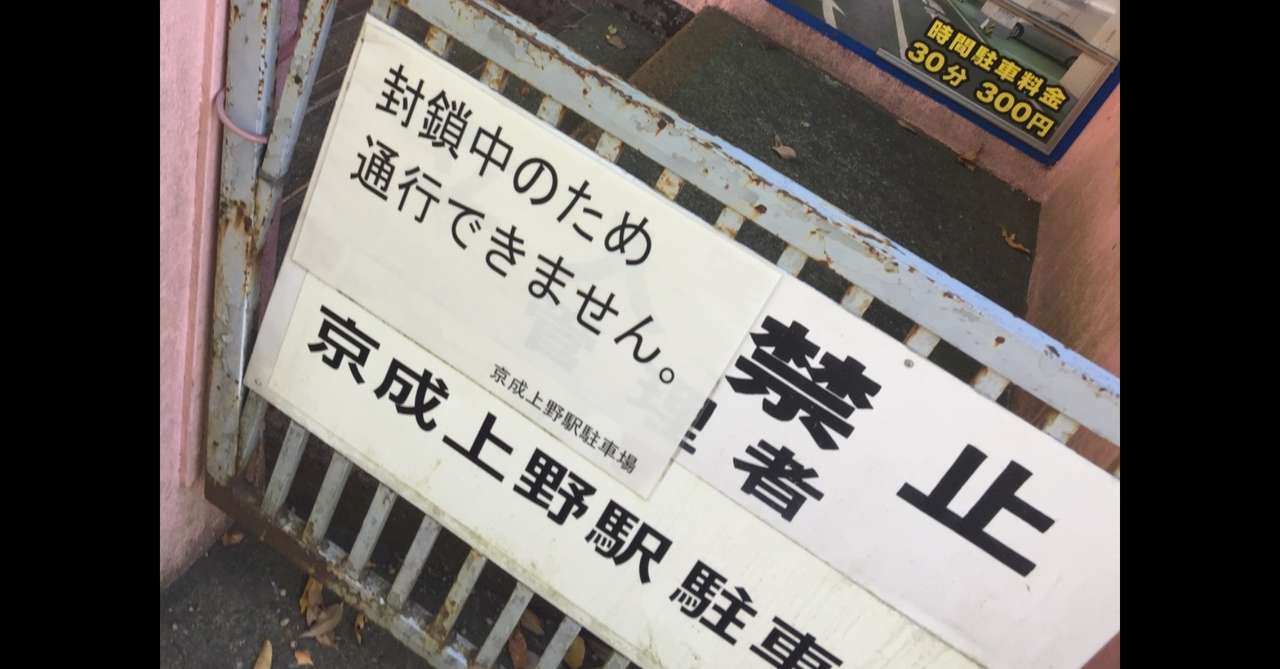 時間駐車料金
30分 300円
封鎖中のため
通行できません。
京成上野駅駐車場
禁止
理者
京成上野駅駐車